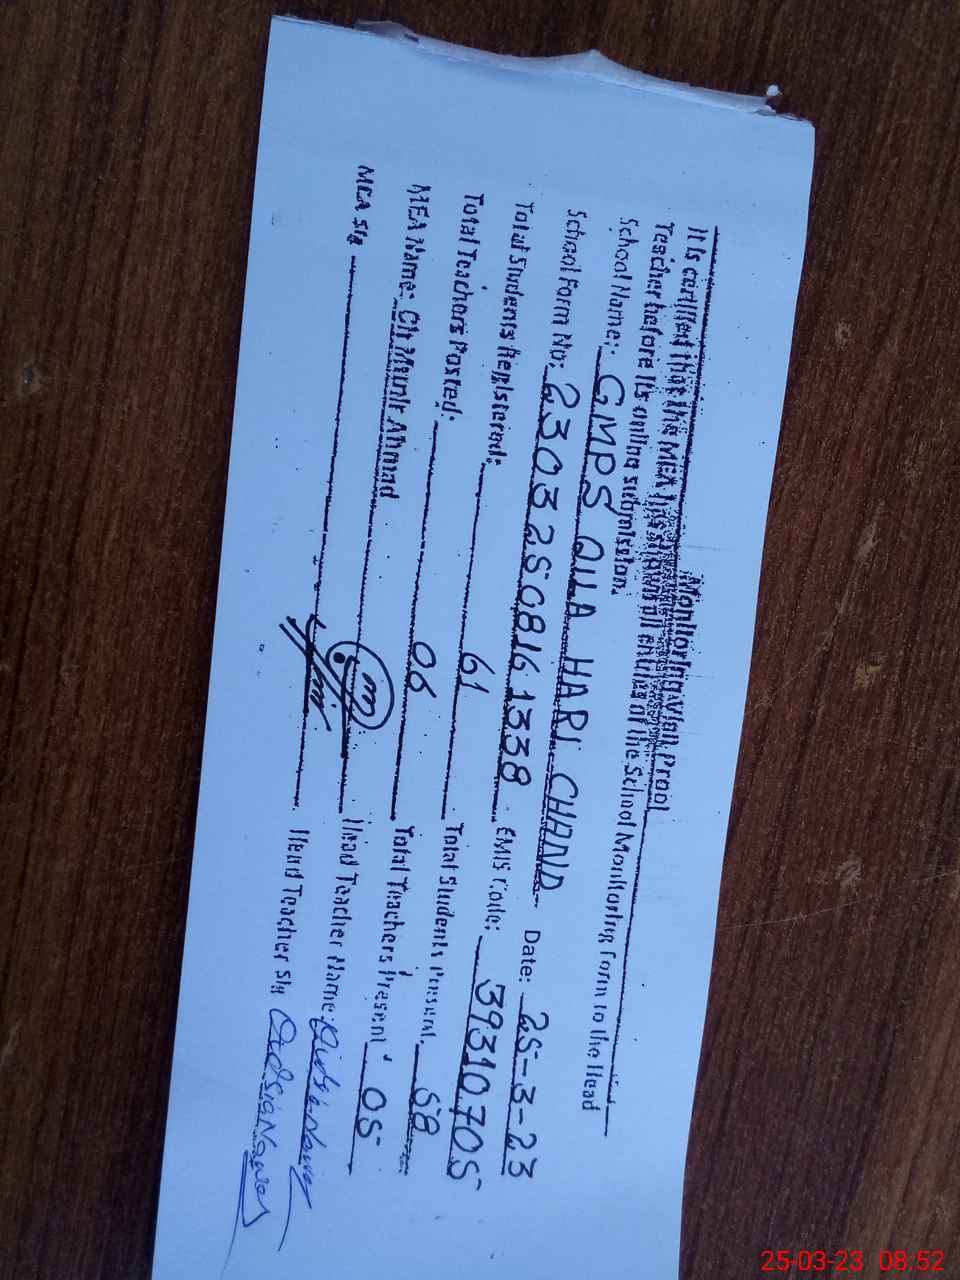 Monitoring Visit Proof
It is certified that the MEA has shown all entries of the School Monitoring Form to the Head
Teacher before its online submission.
School Name:- GMPS QILA HARI CHAND Date: 25-3-23
School Form No: 2303250816 1338 EMIS Code: 39310705
Total Students Registered: 61 Total Students Present. 58
Total Teachers Posted: 06 Total Teachers Present 05
MEA Name: Ch Munir Ahmad Head Teacher Name:
MEA Sig Head Teacher Sig
25-03-23 08:52